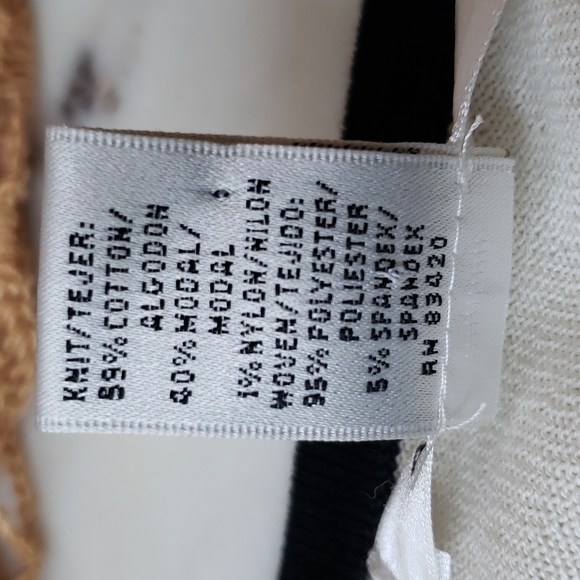 KNIT/TEJER:
59% COTTON/
ALGODON
40% MODAL/
MODAL
1% NYLON/NILON
WOVEN/TEJIDO:
95% POLYESTER/
POLIESTER
5% SPANDEX/
SPANDEX
RN 83420